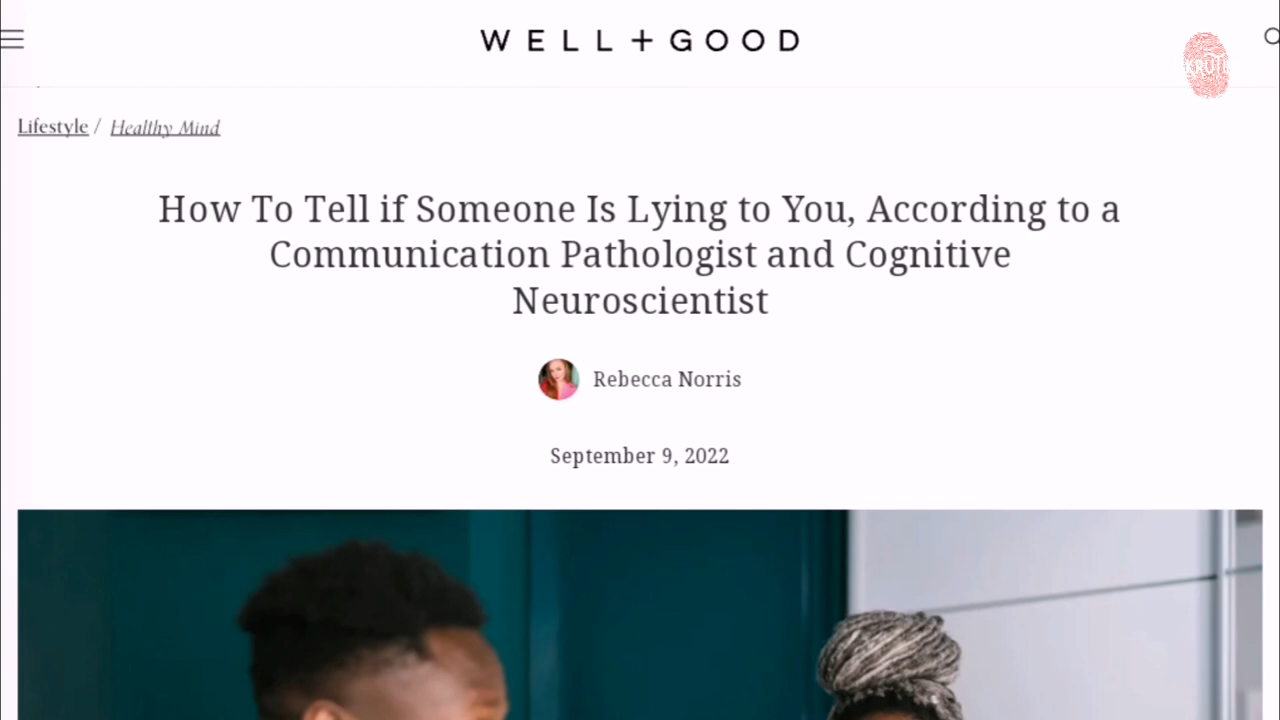 WELL+GOOD
Lifestyle / Healthy Mind
How To Tell if Someone Is Lying to You, According to a
Communication Pathologist and Cognitive
Neuroscientist
Rebecca Norris
September 9, 2022